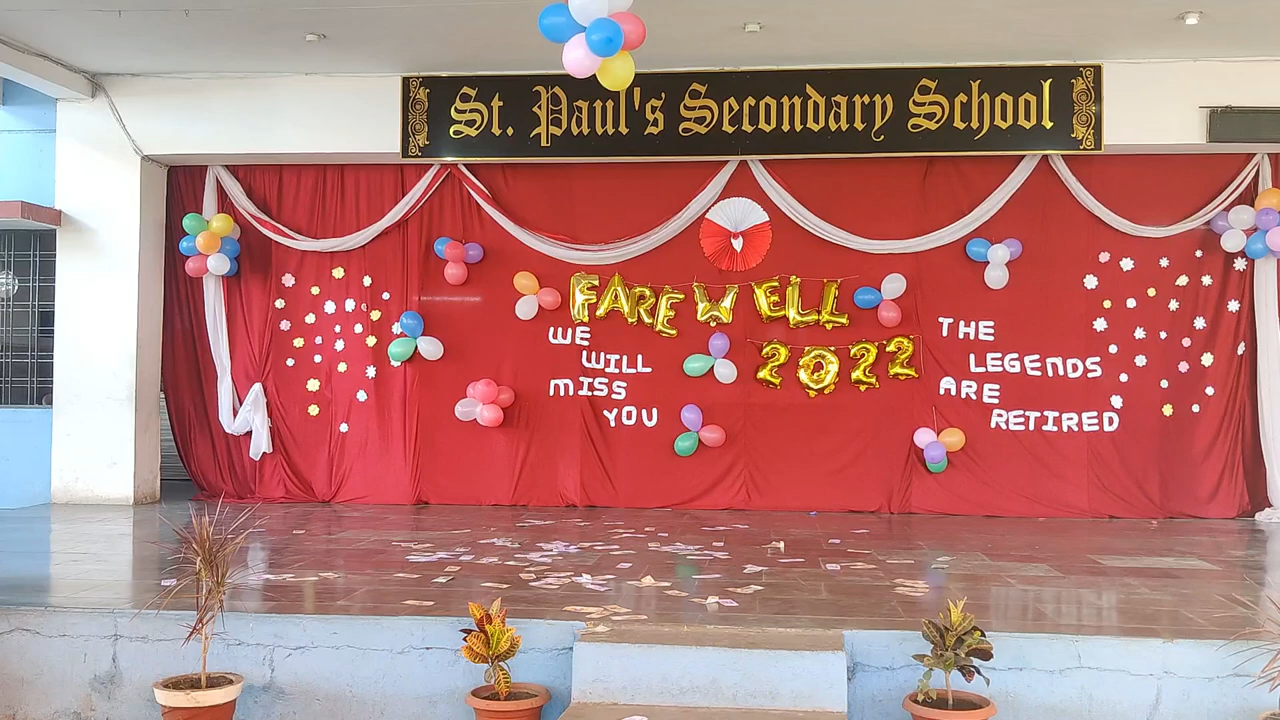 St. Paul's Secondary School
FAREWELL
2022
WE
WILL
MISS
YOU
THE
LEGENDS
ARE
RETIRED